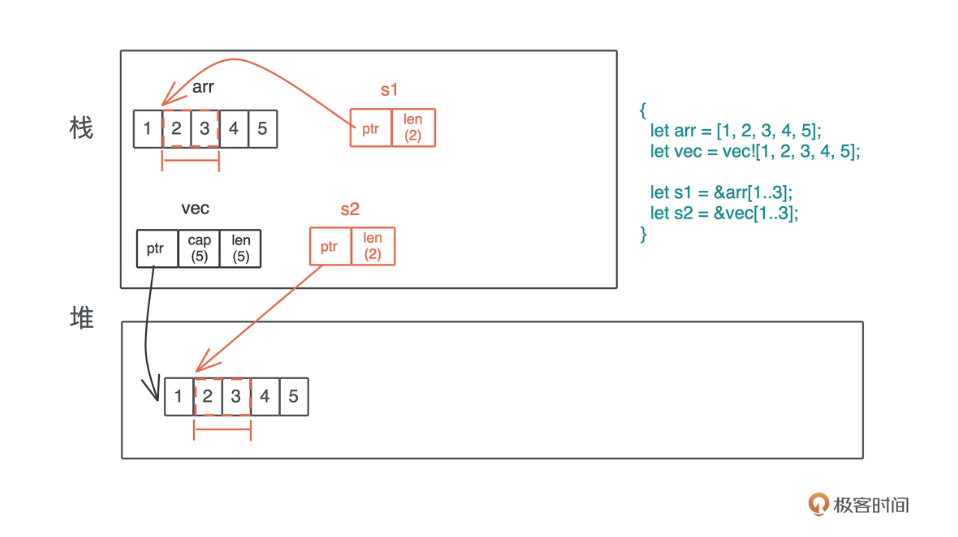 栈
arr
1 2 3 4 5
s1
ptr len (2)
vec
ptr cap (5) len (5)
s2
ptr len (2)
{
let arr = [1, 2, 3, 4, 5];
let vec = vec![1, 2, 3, 4, 5];
let s1 = &arr[1..3];
let s2 = &vec[1..3];
}
堆
1 2 3 4 5
极客时间